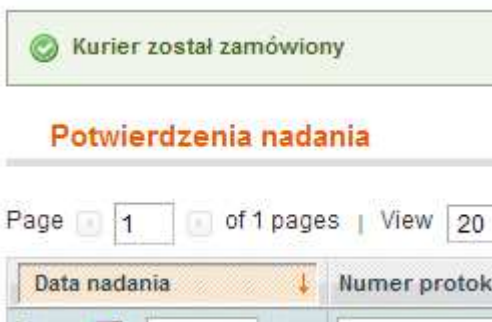 Kurier został zamówiony
Potwierdzenia nadania
Page 1 of 1 pages | View 20
Data nadania Numer protok